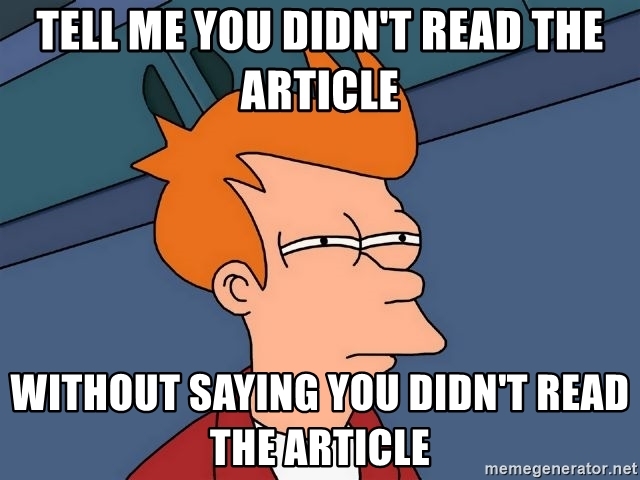 TELL ME YOU DIDN'T READ THE
ARTICLE
WITHOUT SAYING YOU DIDN'T READ
THE ARTICLE
memegenerator.net